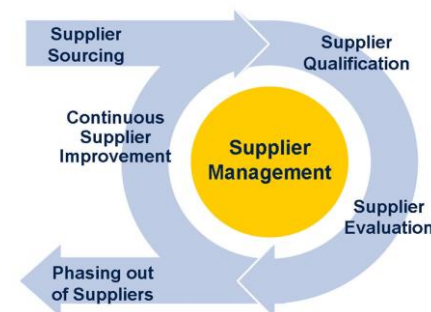 Supplier
Sourcing
Supplier
Qualification
Continuous
Supplier
Improvement
Supplier
Management
Supplier
Evaluation
Phasing out
of Suppliers